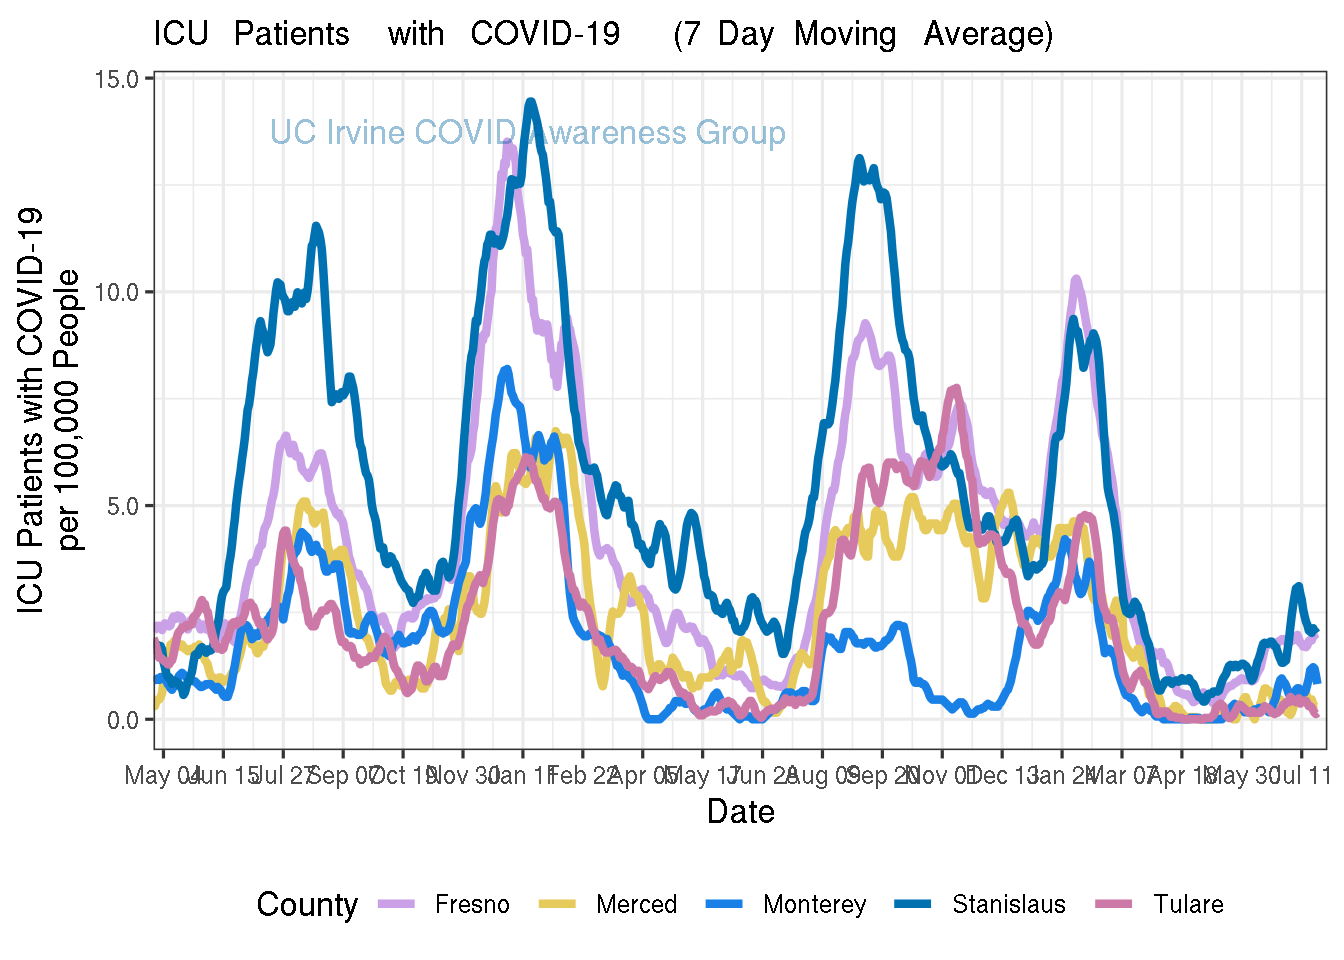 ICU Patients with COVID-19 (7 Day Moving Average)
UC Irvine COVID Awareness Group
ICU Patients with COVID-19
per 100,000 People
15.0
10.0
5.0
0.0
May 04 Jun 15 Jul 27 Sep 07 Oct 19 Nov 30 Jan 11 Feb 22 Apr 05 May 17 Jun 28 Aug 09 Sep 20 Nov 01 Dec 13 Jan 24 Mar 07 Apr 18 May 30 Jul 11
Date
County Fresno Merced Monterey Stanislaus Tulare